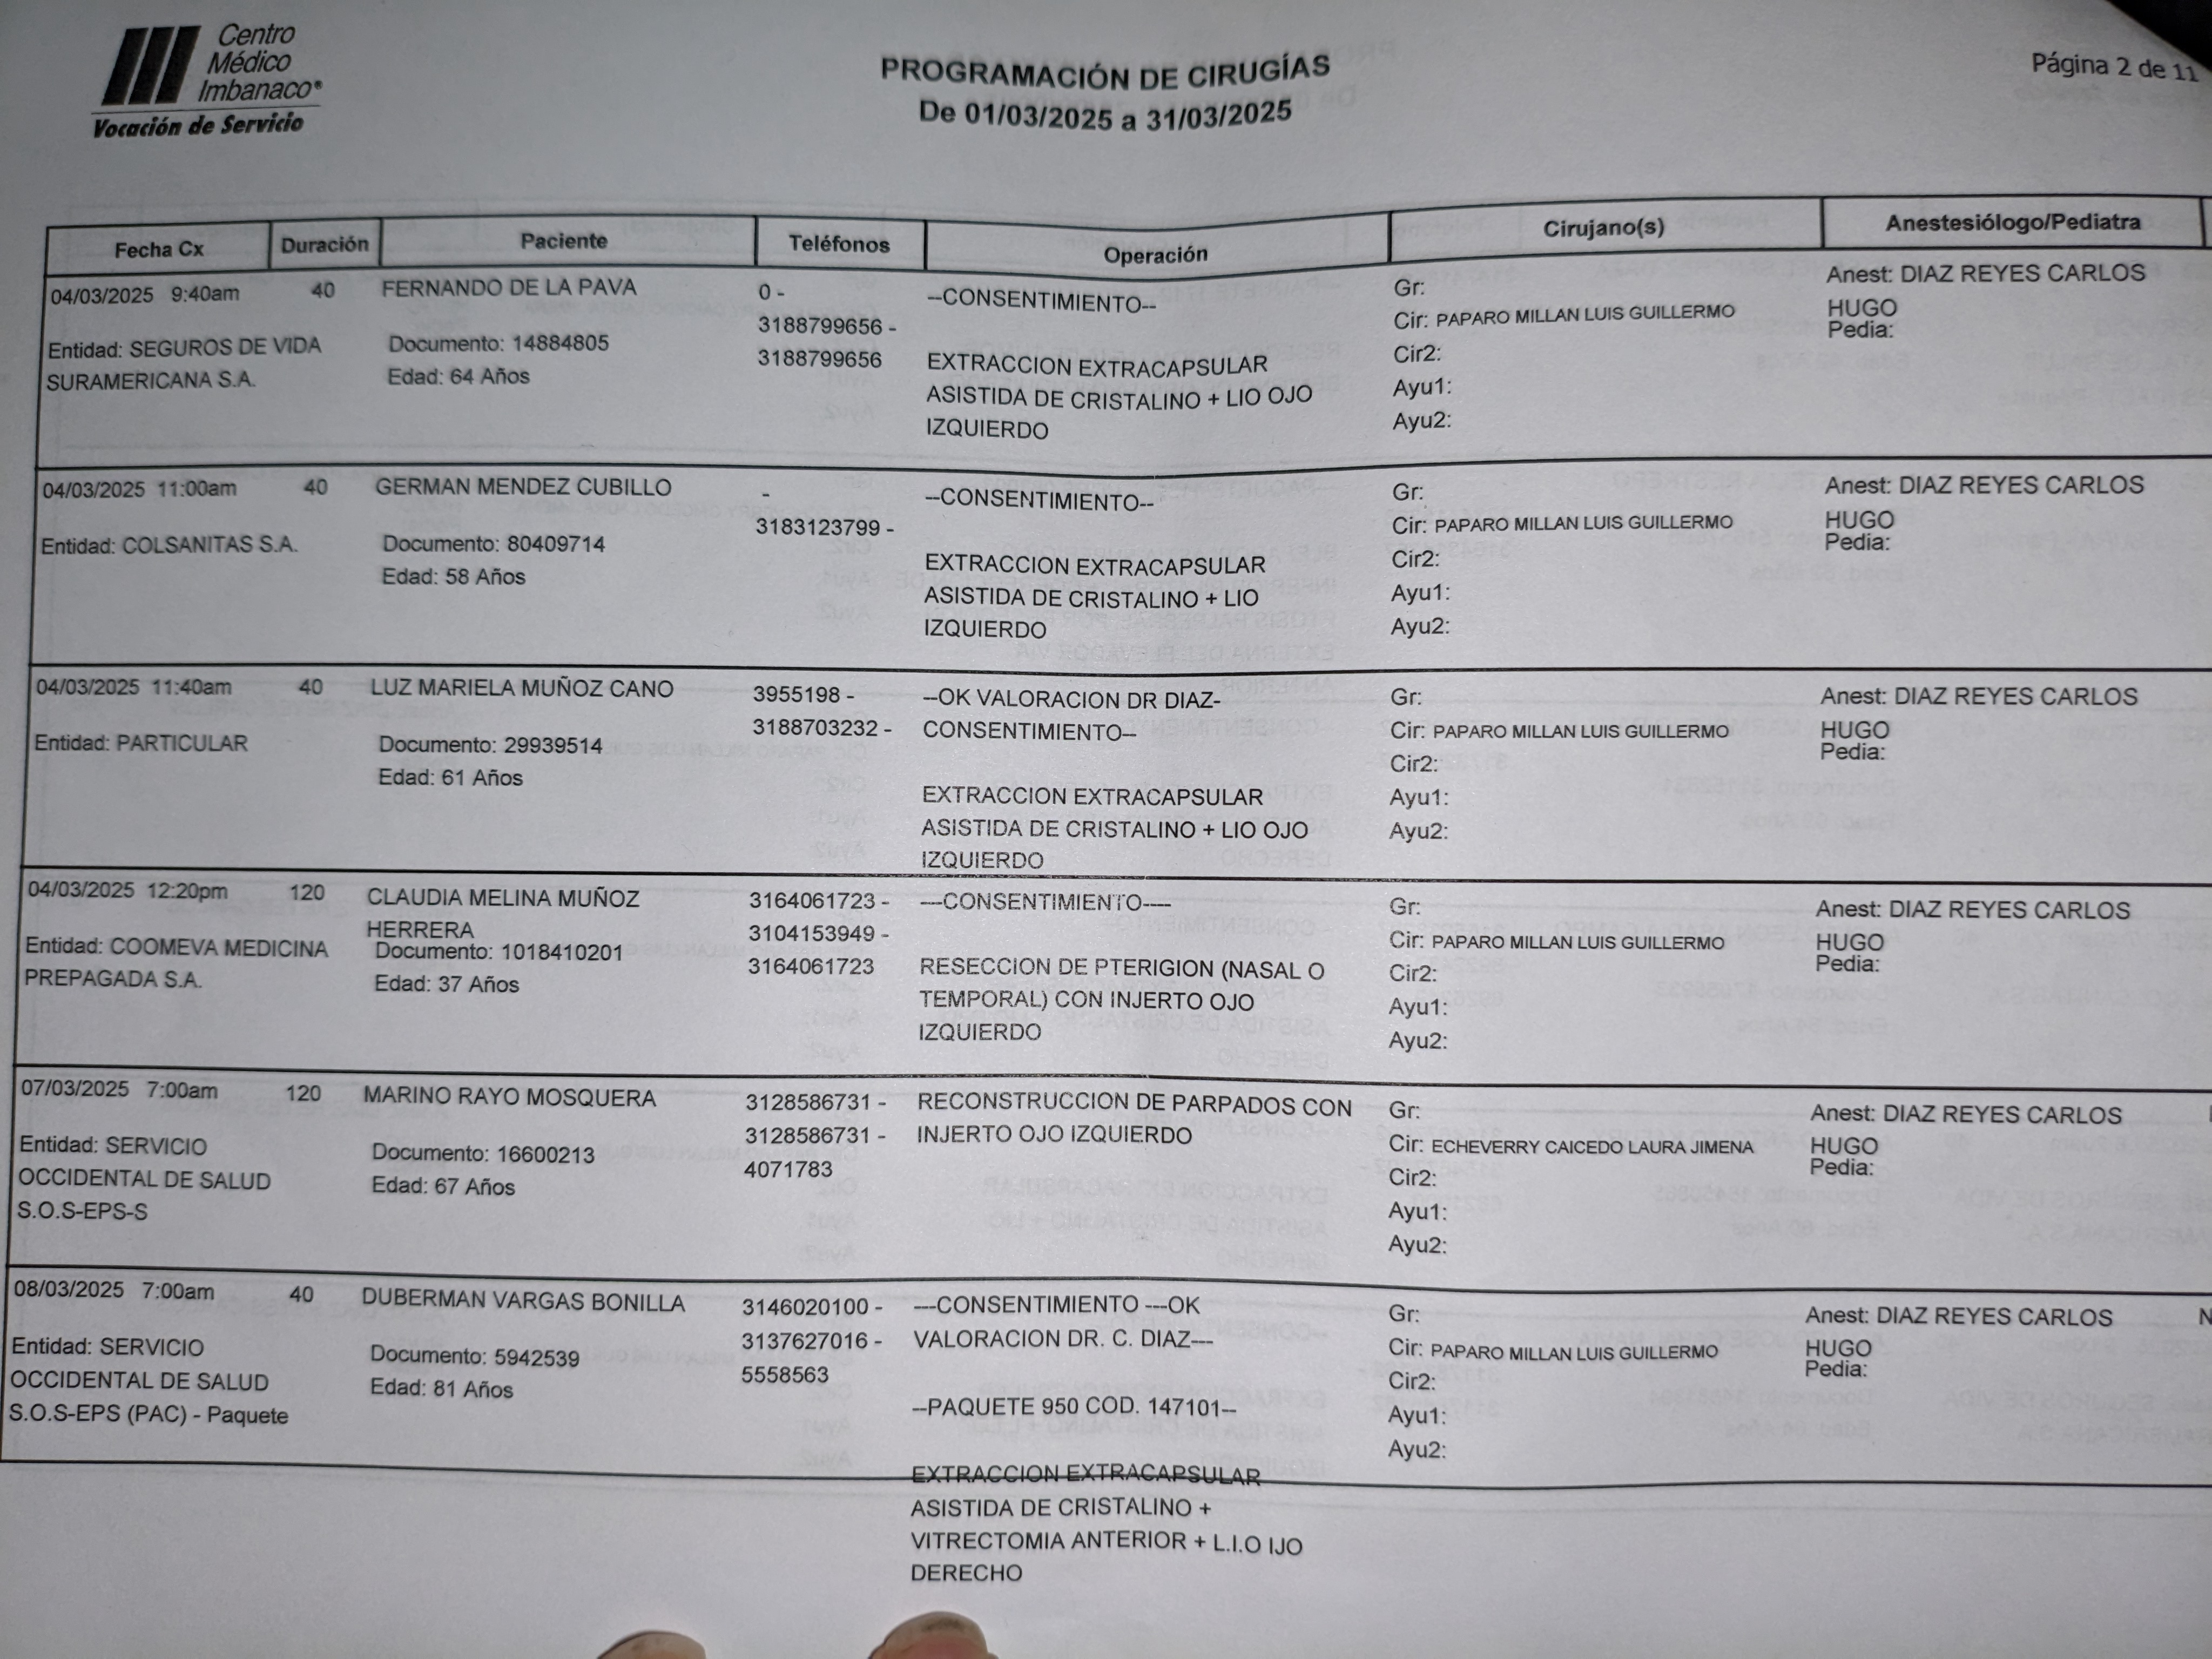 Centro
Médico
Imbanaco
Vocación de Servicio
PROGRAMACIÓN DE CIRUGÍAS
De 01/03/2025 a 31/03/2025
Página 2 de 11
Fecha Cx Duración Paciente Teléfonos Operación Cirujano(s) Anestesiólogo/Pediatra
04/03/2025 9:40am 40 FERNANDO DE LA PAVA
Entidad: SEGUROS DE VIDA
SURAMERICANA S.A.
Documento: 14884805
Edad: 64 Años
0 -
3188799656 -
3188799656
--CONSENTIMIENTO--
EXTRACCION EXTRACAPSULAR
ASISTIDA DE CRISTALINO + LIO OJO
IZQUIERDO
Gr:
Cir: PAPARO MILLAN LUIS GUILLERMO
Cir2:
Ayu1:
Ayu2:
Anest: DIAZ REYES CARLOS
HUGO
Pedia:
04/03/2025 11:00am 40 GERMAN MENDEZ CUBILLO
Entidad: COLSANITAS S.A.
Documento: 80409714
Edad: 58 Años
-
3183123799 -
--CONSENTIMIENTO--
EXTRACCION EXTRACAPSULAR
ASISTIDA DE CRISTALINO + LIO
IZQUIERDO
Gr:
Cir: PAPARO MILLAN LUIS GUILLERMO
Cir2:
Ayu1:
Ayu2:
Anest: DIAZ REYES CARLOS
HUGO
Pedia:
04/03/2025 11:40am 40 LUZ MARIELA MUÑOZ CANO
Entidad: PARTICULAR
Documento: 29939514
Edad: 61 Años
3955198 -
3188703232 -
--OK VALORACION DR DIAZ-
CONSENTIMIENTO--
EXTRACCION EXTRACAPSULAR
ASISTIDA DE CRISTALINO + LIO OJO
IZQUIERDO
Gr:
Cir: PAPARO MILLAN LUIS GUILLERMO
Cir2:
Ayu1:
Ayu2:
Anest: DIAZ REYES CARLOS
HUGO
Pedia:
04/03/2025 12:20pm 120 CLAUDIA MELINA MUÑOZ
HERRERA
Entidad: COOMEVA MEDICINA
PREPAGADA S.A.
Documento: 1018410201
Edad: 37 Años
3164061723 -
3104153949 -
3164061723
---CONSENTIMIENTO----
RESECCION DE PTERIGION (NASAL O
TEMPORAL) CON INJERTO OJO
IZQUIERDO
Gr:
Cir: PAPARO MILLAN LUIS GUILLERMO
Cir2:
Ayu1:
Ayu2:
Anest: DIAZ REYES CARLOS
HUGO
Pedia:
07/03/2025 7:00am 120 MARINO RAYO MOSQUERA
Entidad: SERVICIO
OCCIDENTAL DE SALUD
S.O.S-EPS-S
Documento: 16600213
Edad: 67 Años
3128586731 -
3128586731 -
4071783
RECONSTRUCCION DE PARPADOS CON
INJERTO OJO IZQUIERDO
Gr:
Cir: ECHEVERRY CAICEDO LAURA JIMENA
Cir2:
Ayu1:
Ayu2:
Anest: DIAZ REYES CARLOS
HUGO
Pedia:
08/03/2025 7:00am 40 DUBERMAN VARGAS BONILLA
Entidad: SERVICIO
OCCIDENTAL DE SALUD
S.O.S-EPS (PAC) - Paquete
Documento: 5942539
Edad: 81 Años
3146020100 -
3137627016 -
5558563
---CONSENTIMIENTO ---OK
VALORACION DR. C. DIAZ---
--PAQUETE 950 COD. 147101--
EXTRACCION EXTRACAPSULAR
ASISTIDA DE CRISTALINO +
VITRECTOMIA ANTERIOR + L.I.O IJO
DERECHO
Gr:
Cir: PAPARO MILLAN LUIS GUILLERMO
Cir2:
Ayu1:
Ayu2:
Anest: DIAZ REYES CARLOS
HUGO
Pedia: